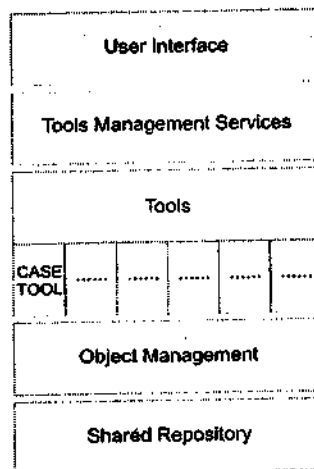 User Interface
Tools Management Services
Tools
CASE
TOOL ...... ...... ...... ...... ......
Object Management
Shared Repository